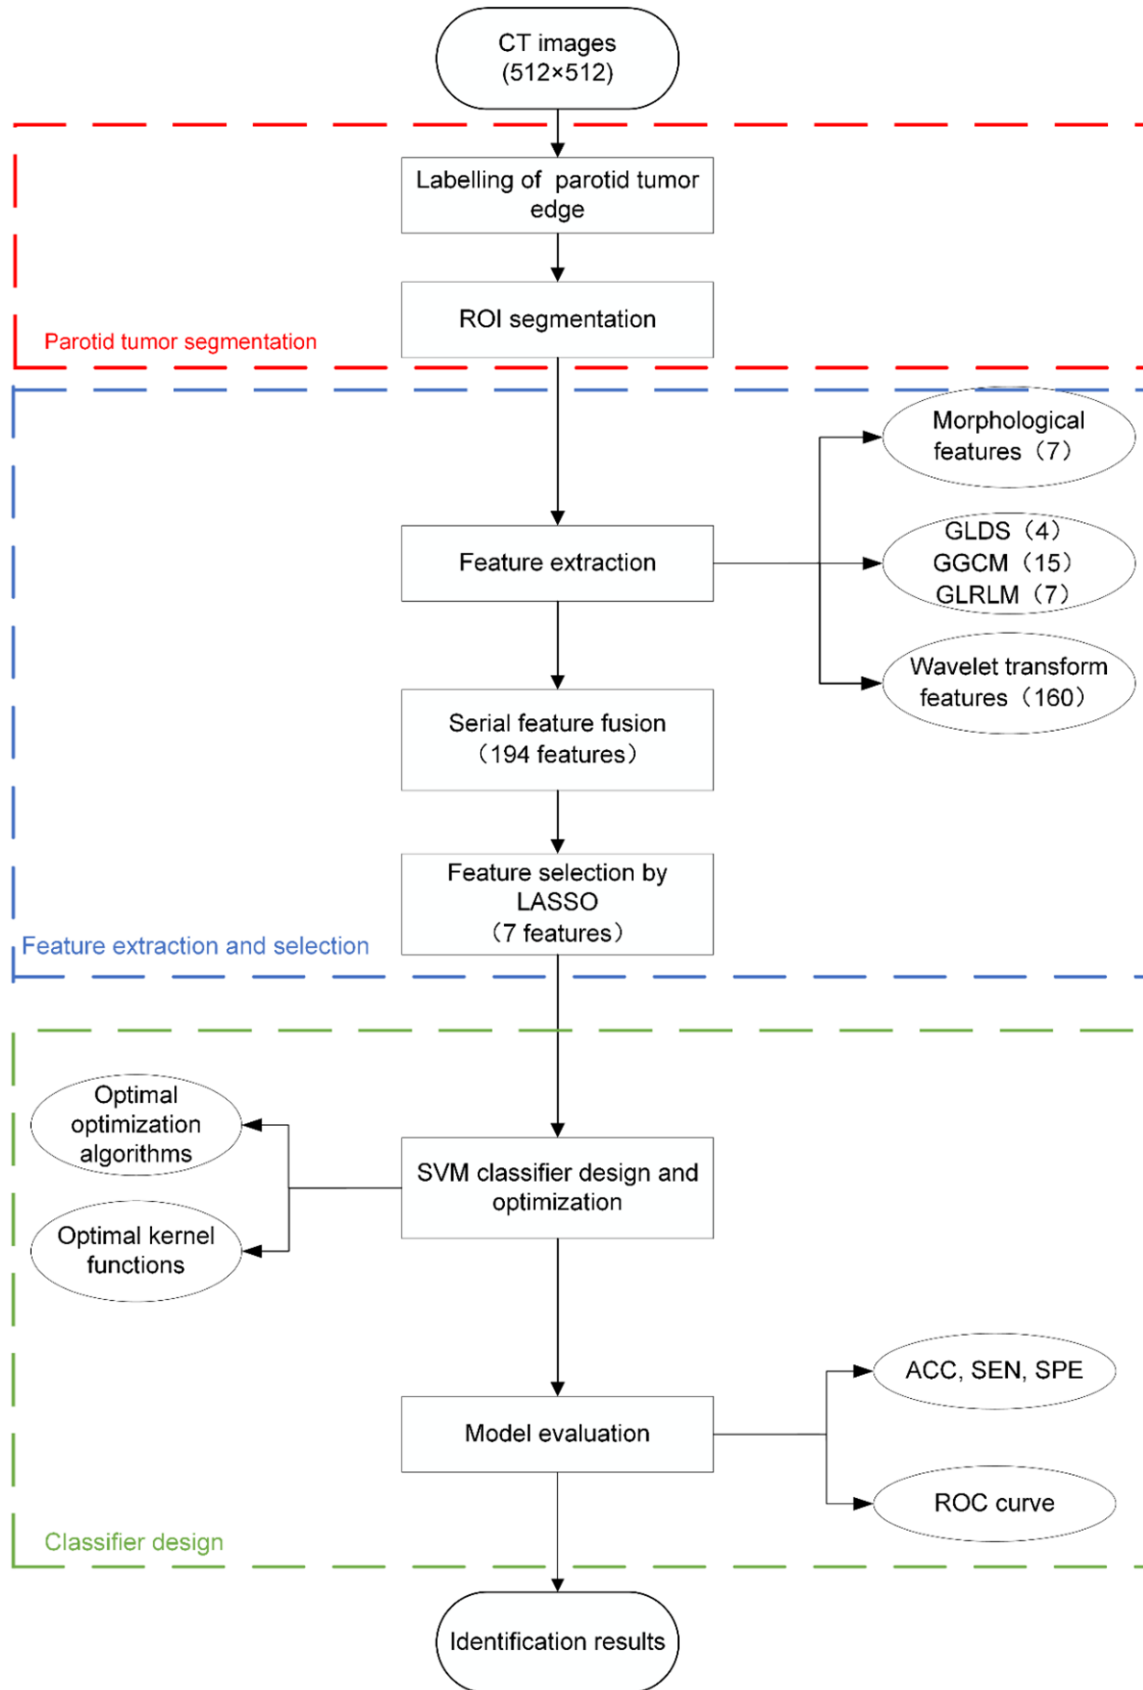 CT images
(512×512)
Labelling of parotid tumor
edge
ROI segmentation
Parotid tumor segmentation
Morphological
features（7）
Feature extraction
GLDS（4）
GGCM（15）
GLRLM（7）
Wavelet transform
features（160）
Serial feature fusion
（194 features）
Feature selection by
LASSO
（7 features）
Feature extraction and selection
Optimal
optimization
algorithms
SVM classifier design and
optimization
Optimal kernel
functions
ACC, SEN, SPE
Model evaluation
ROC curve
Classifier design
Identification results